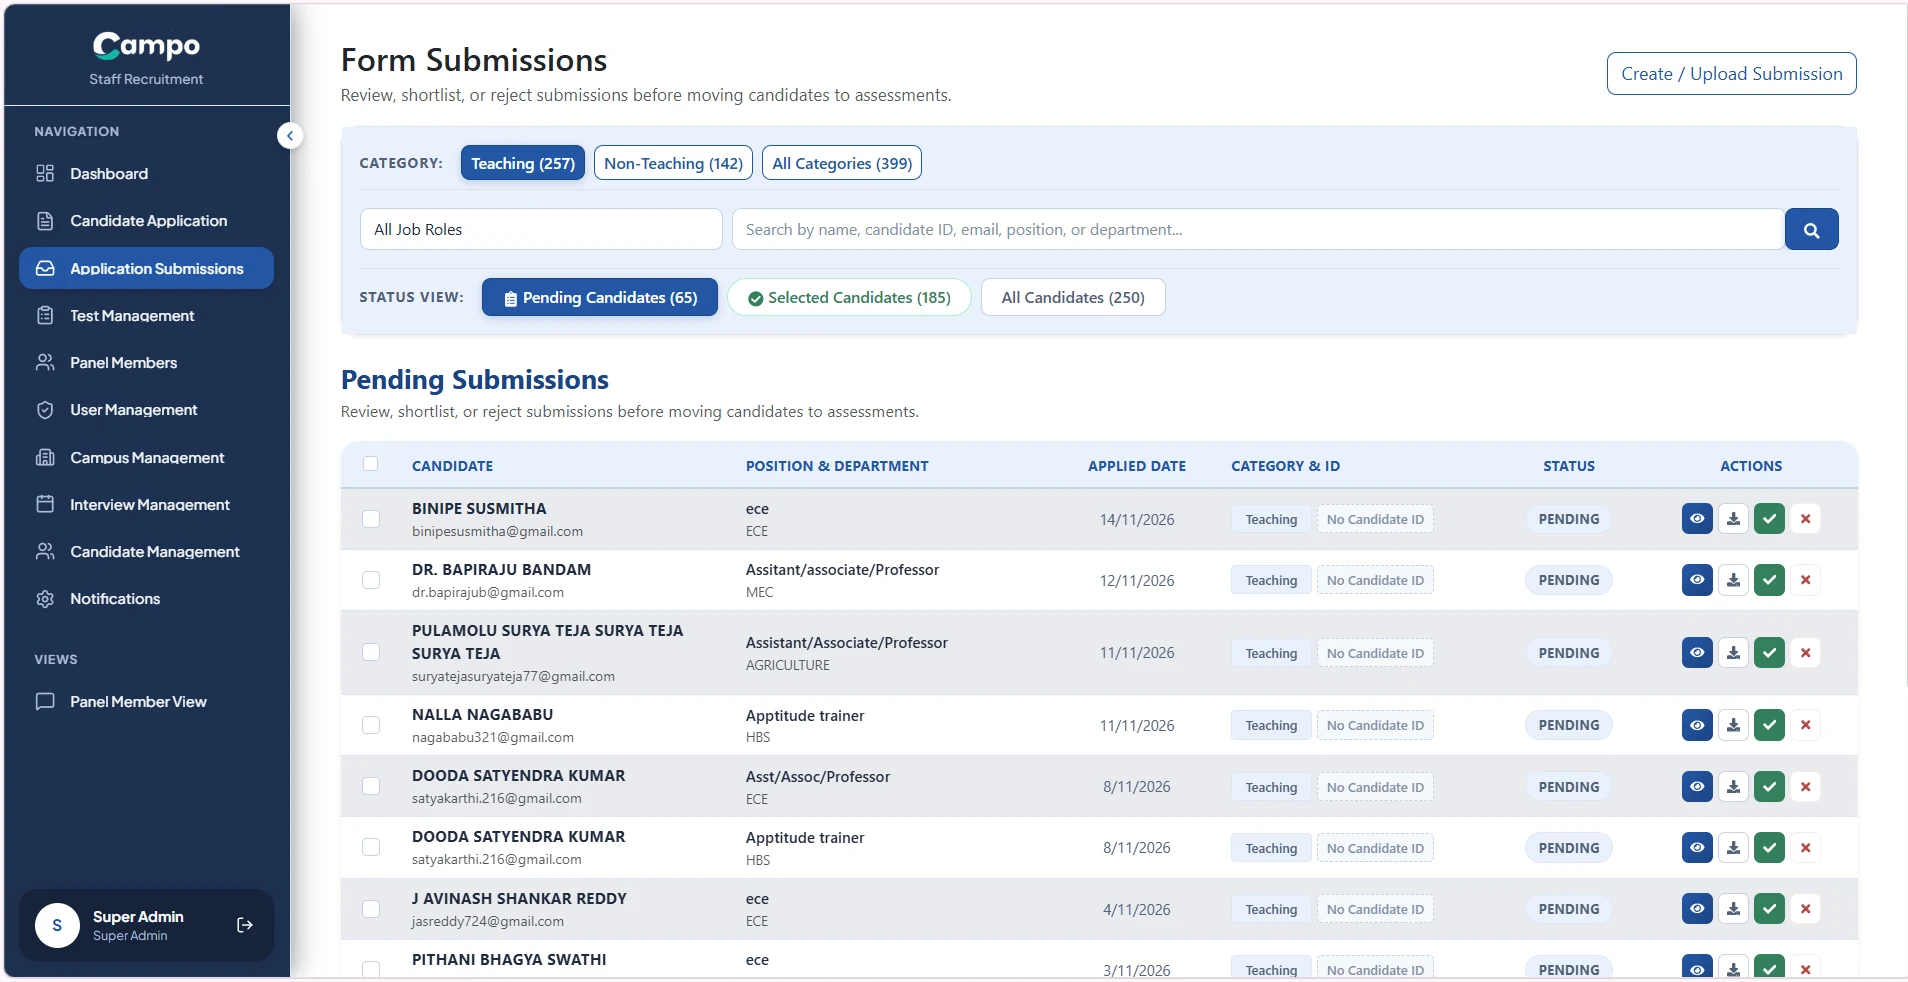 Campo
Staff Recruitment
NAVIGATION
Dashboard
Candidate Application
Application Submissions
Test Management
Panel Members
User Management
Campus Management
Interview Management
Candidate Management
Notifications
VIEWS
Panel Member View
S
Super Admin
Super Admin
Form Submissions
Review, shortlist, or reject submissions before moving candidates to assessments.
Create / Upload Submission
CATEGORY: Teaching (257) Non-Teaching (142) All Categories (399)
All Job Roles Search by name, candidate ID, email, position, or department...
STATUS VIEW: Pending Candidates (65) Selected Candidates (185) All Candidates (250)
Pending Submissions
Review, shortlist, or reject submissions before moving candidates to assessments.
CANDIDATE POSITION & DEPARTMENT APPLIED DATE CATEGORY & ID STATUS ACTIONS
BINIPE SUSMITHA ece
14/11/2026 Teaching No Candidate ID PENDING
binipesusmitha@gmail.com ECE
DR. BAPIRAJU BANDAM Assitant/associate/Professor
12/11/2026 Teaching No Candidate ID PENDING
dr.bapirajub@gmail.com MEC
PULAMOLU SURYA TEJA SURYA TEJA
SURYA TEJA
Assistant/Associate/Professor
11/11/2026 Teaching No Candidate ID PENDING
AGRICULTURE
suryatejasuryateja77@gmail.com
NALLA NAGABABU Apptitude trainer
11/11/2026 Teaching No Candidate ID PENDING
nagababu321@gmail.com HBS
DOODA SATYENDRA KUMAR Asst/Assoc/Professor
8/11/2026 Teaching No Candidate ID PENDING
satyakarthi.216@gmail.com ECE
DOODA SATYENDRA KUMAR Apptitude trainer
8/11/2026 Teaching No Candidate ID PENDING
satyakarthi.216@gmail.com HBS
J AVINASH SHANKAR REDDY ece
4/11/2026 Teaching No Candidate ID PENDING
jasreddy724@gmail.com ECE
PITHANI BHAGYA SWATHI ece
3/11/2026 Teaching No Candidate ID PENDING